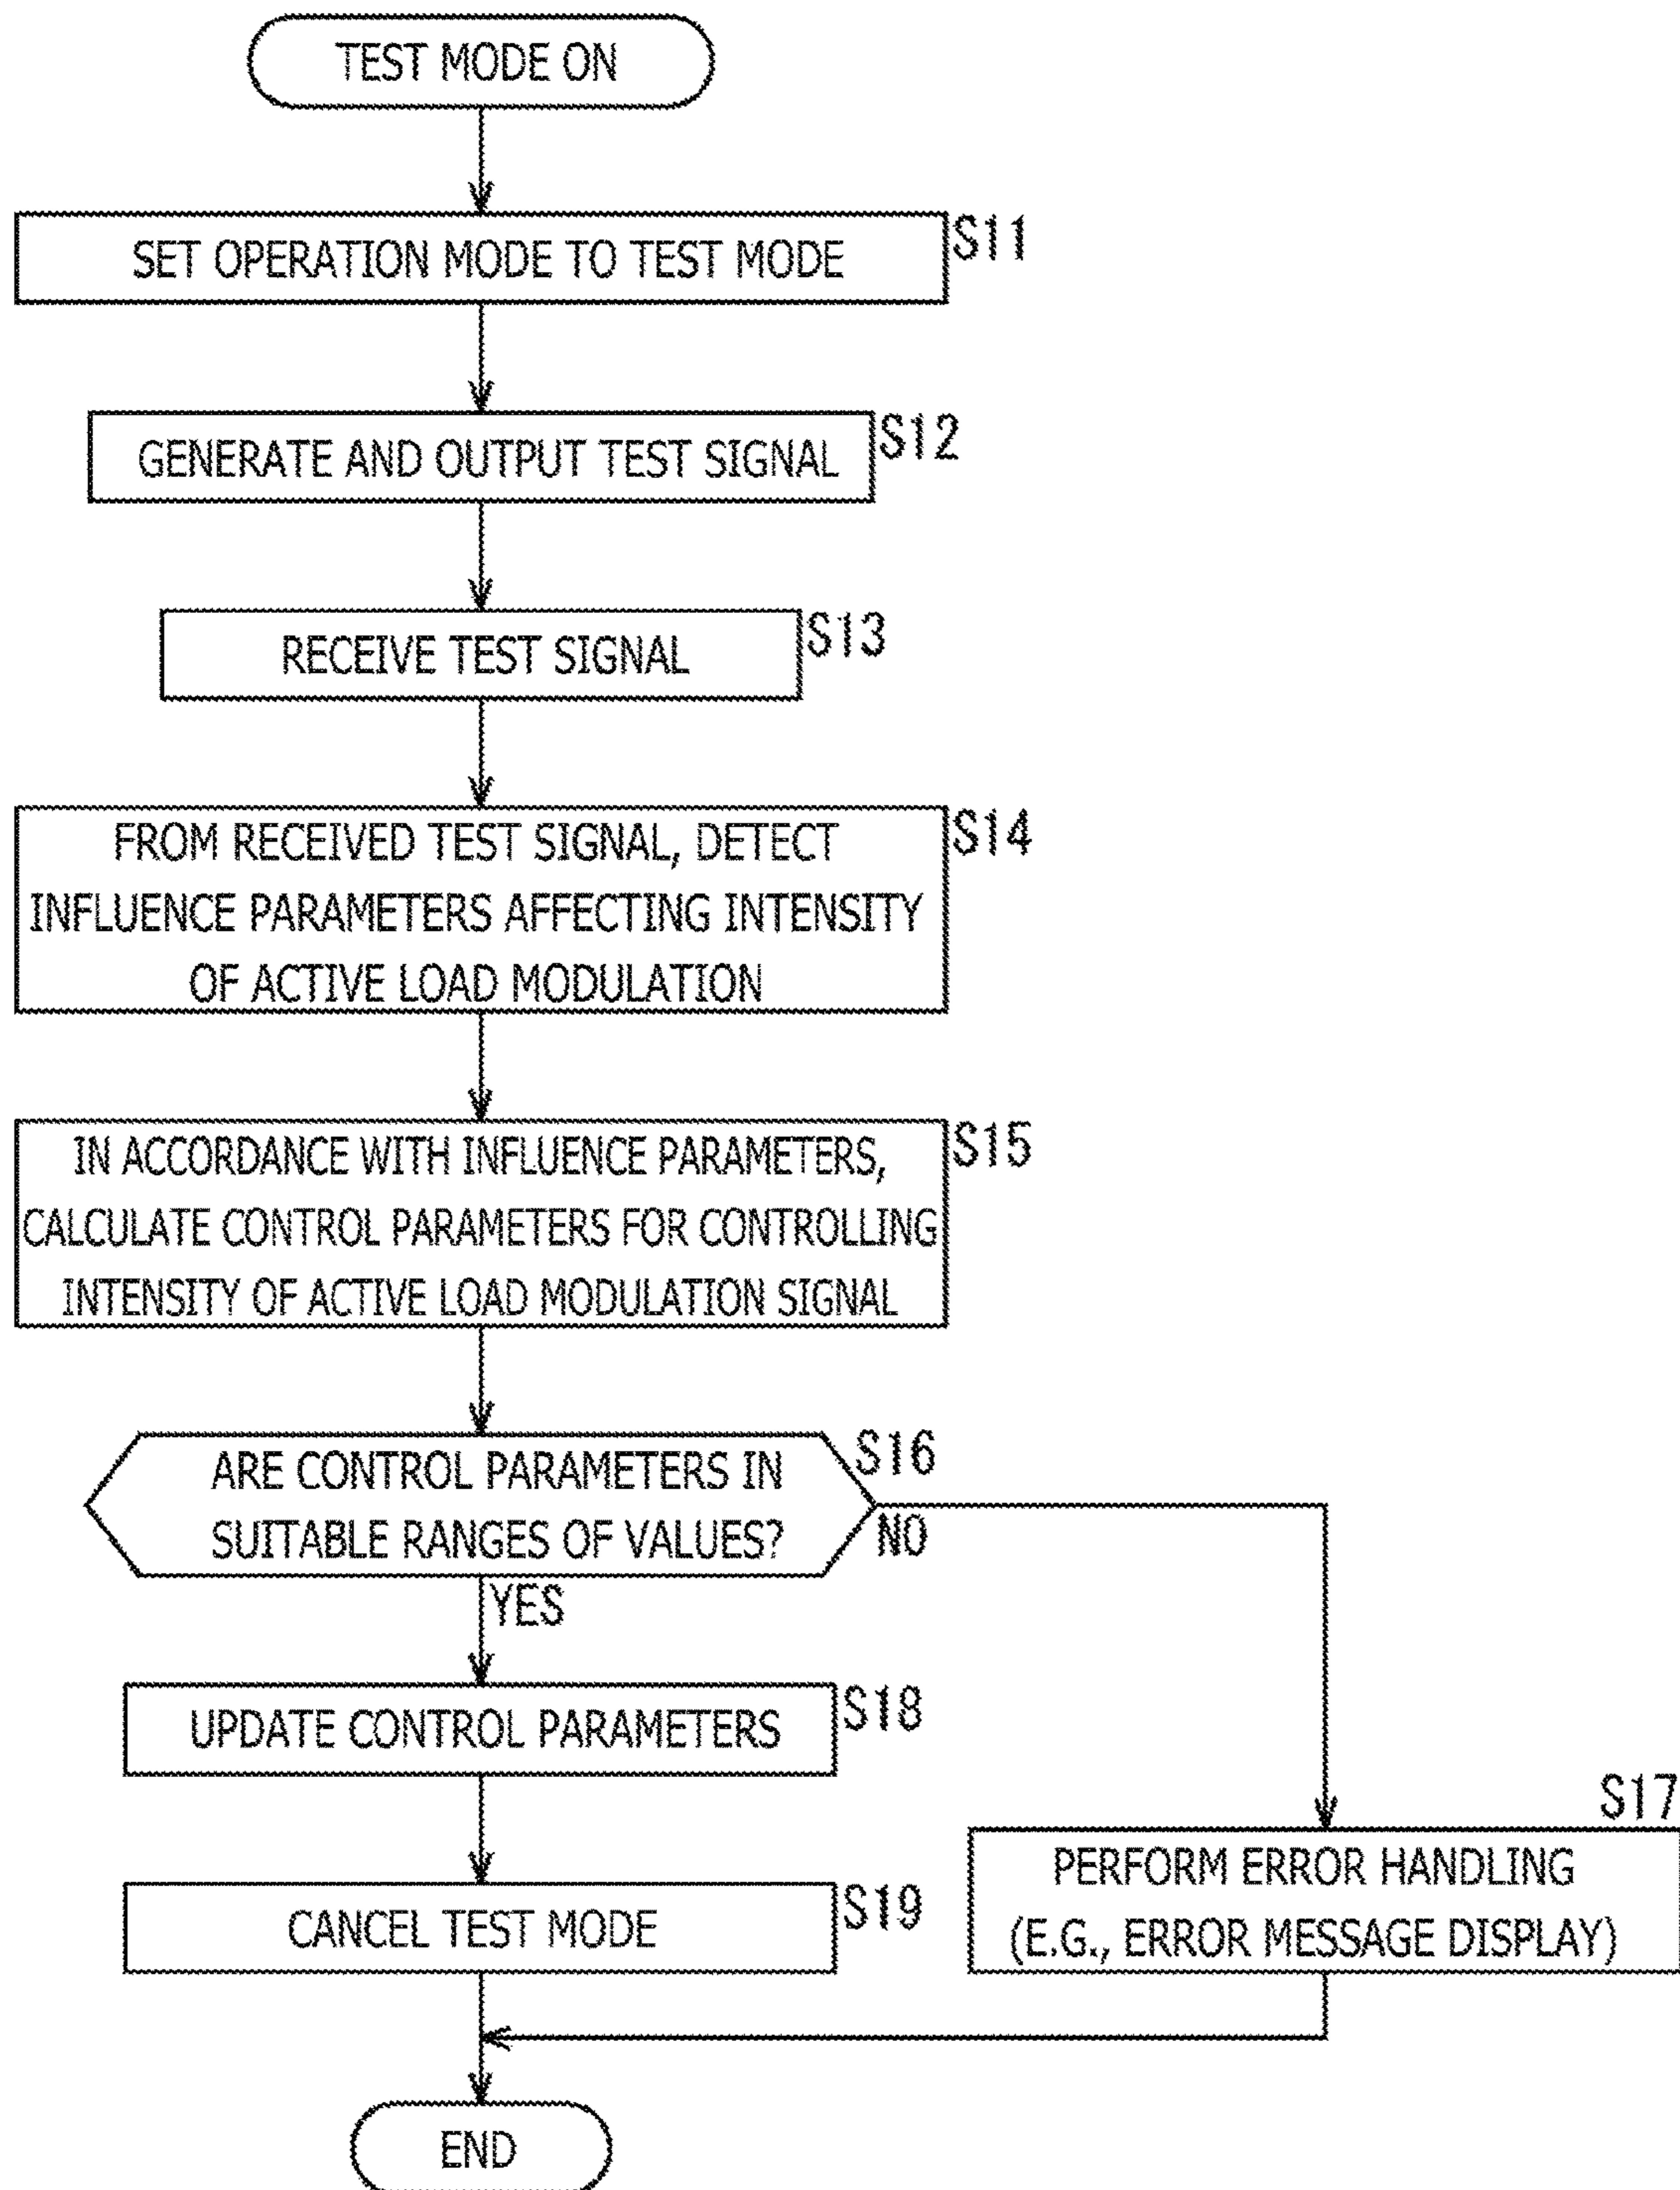 TEST MODE ON
S11
SET OPERATION MODE TO TEST MODE
S12
GENERATE AND OUTPUT TEST SIGNAL
S13
RECEIVE TEST SIGNAL
S14
FROM RECEIVED TEST SIGNAL, DETECT
INFLUENCE PARAMETERS AFFECTING INTENSITY
OF ACTIVE LOAD MODULATION
S15
IN ACCORDANCE WITH INFLUENCE PARAMETERS,
CALCULATE CONTROL PARAMETERS FOR CONTROLLING
INTENSITY OF ACTIVE LOAD MODULATION SIGNAL
S16
ARE CONTROL PARAMETERS IN
SUITABLE RANGES OF VALUES?
NO
YES
S18
UPDATE CONTROL PARAMETERS
S17
PERFORM ERROR HANDLING
(E.G., ERROR MESSAGE DISPLAY)
S19
CANCEL TEST MODE
END